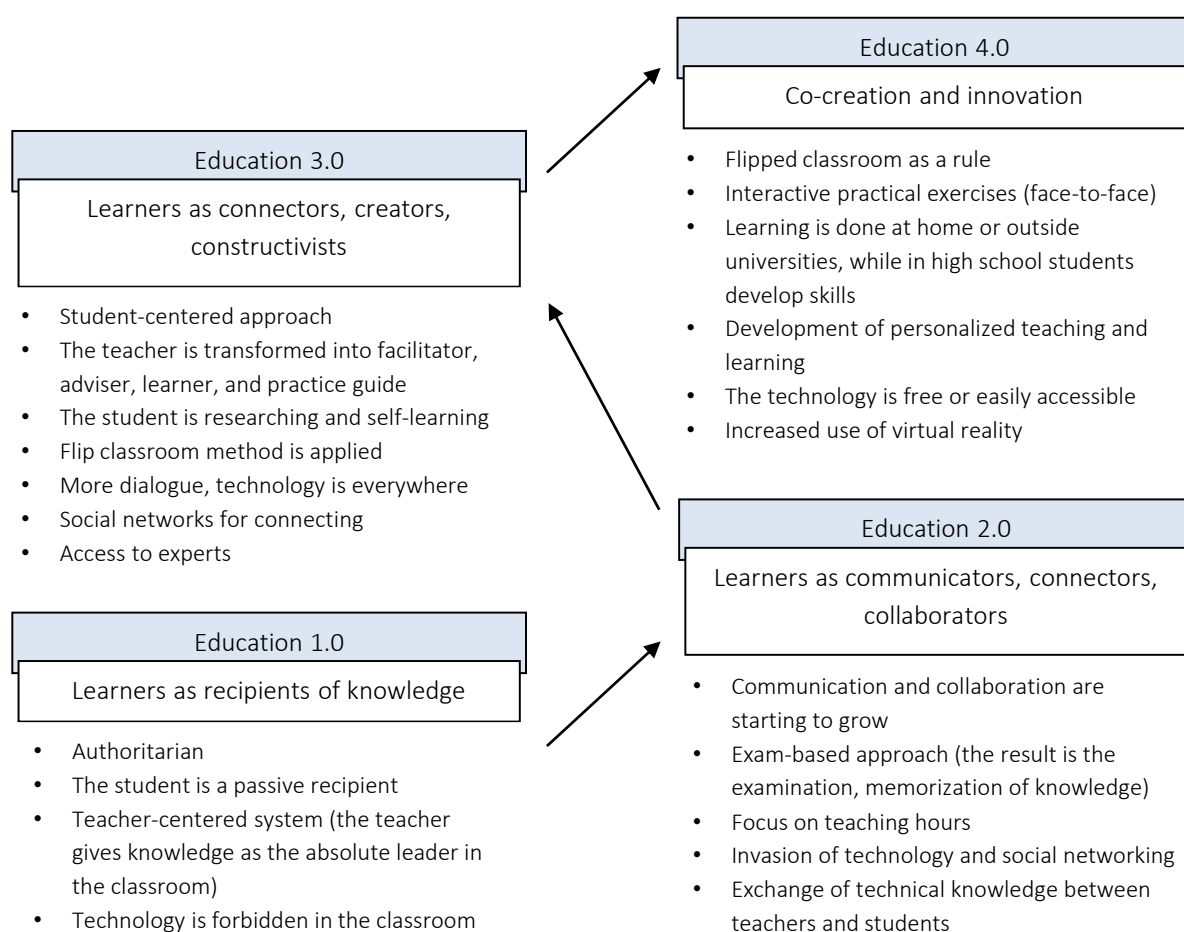 Education 4.0
Co-creation and innovation
• Flipped classroom as a rule
• Interactive practical exercises (face-to-face)
• Learning is done at home or outside
universities, while in high school students
develop skills
• Development of personalized teaching and
learning
• The technology is free or easily accessible
• Increased use of virtual reality
Education 3.0
Learners as connectors, creators,
constructivists
• Student-centered approach
• The teacher is transformed into facilitator,
adviser, learner, and practice guide
• The student is researching and self-learning
• Flip classroom method is applied
• More dialogue, technology is everywhere
• Social networks for connecting
• Access to experts
Education 2.0
Learners as communicators, connectors,
collaborators
• Communication and collaboration are
starting to grow
• Exam-based approach (the result is the
examination, memorization of knowledge)
• Focus on teaching hours
• Invasion of technology and social networking
• Exchange of technical knowledge between
teachers and students
Education 1.0
Learners as recipients of knowledge
• Authoritarian
• The student is a passive recipient
• Teacher-centered system (the teacher
gives knowledge as the absolute leader in
the classroom)
• Technology is forbidden in the classroom